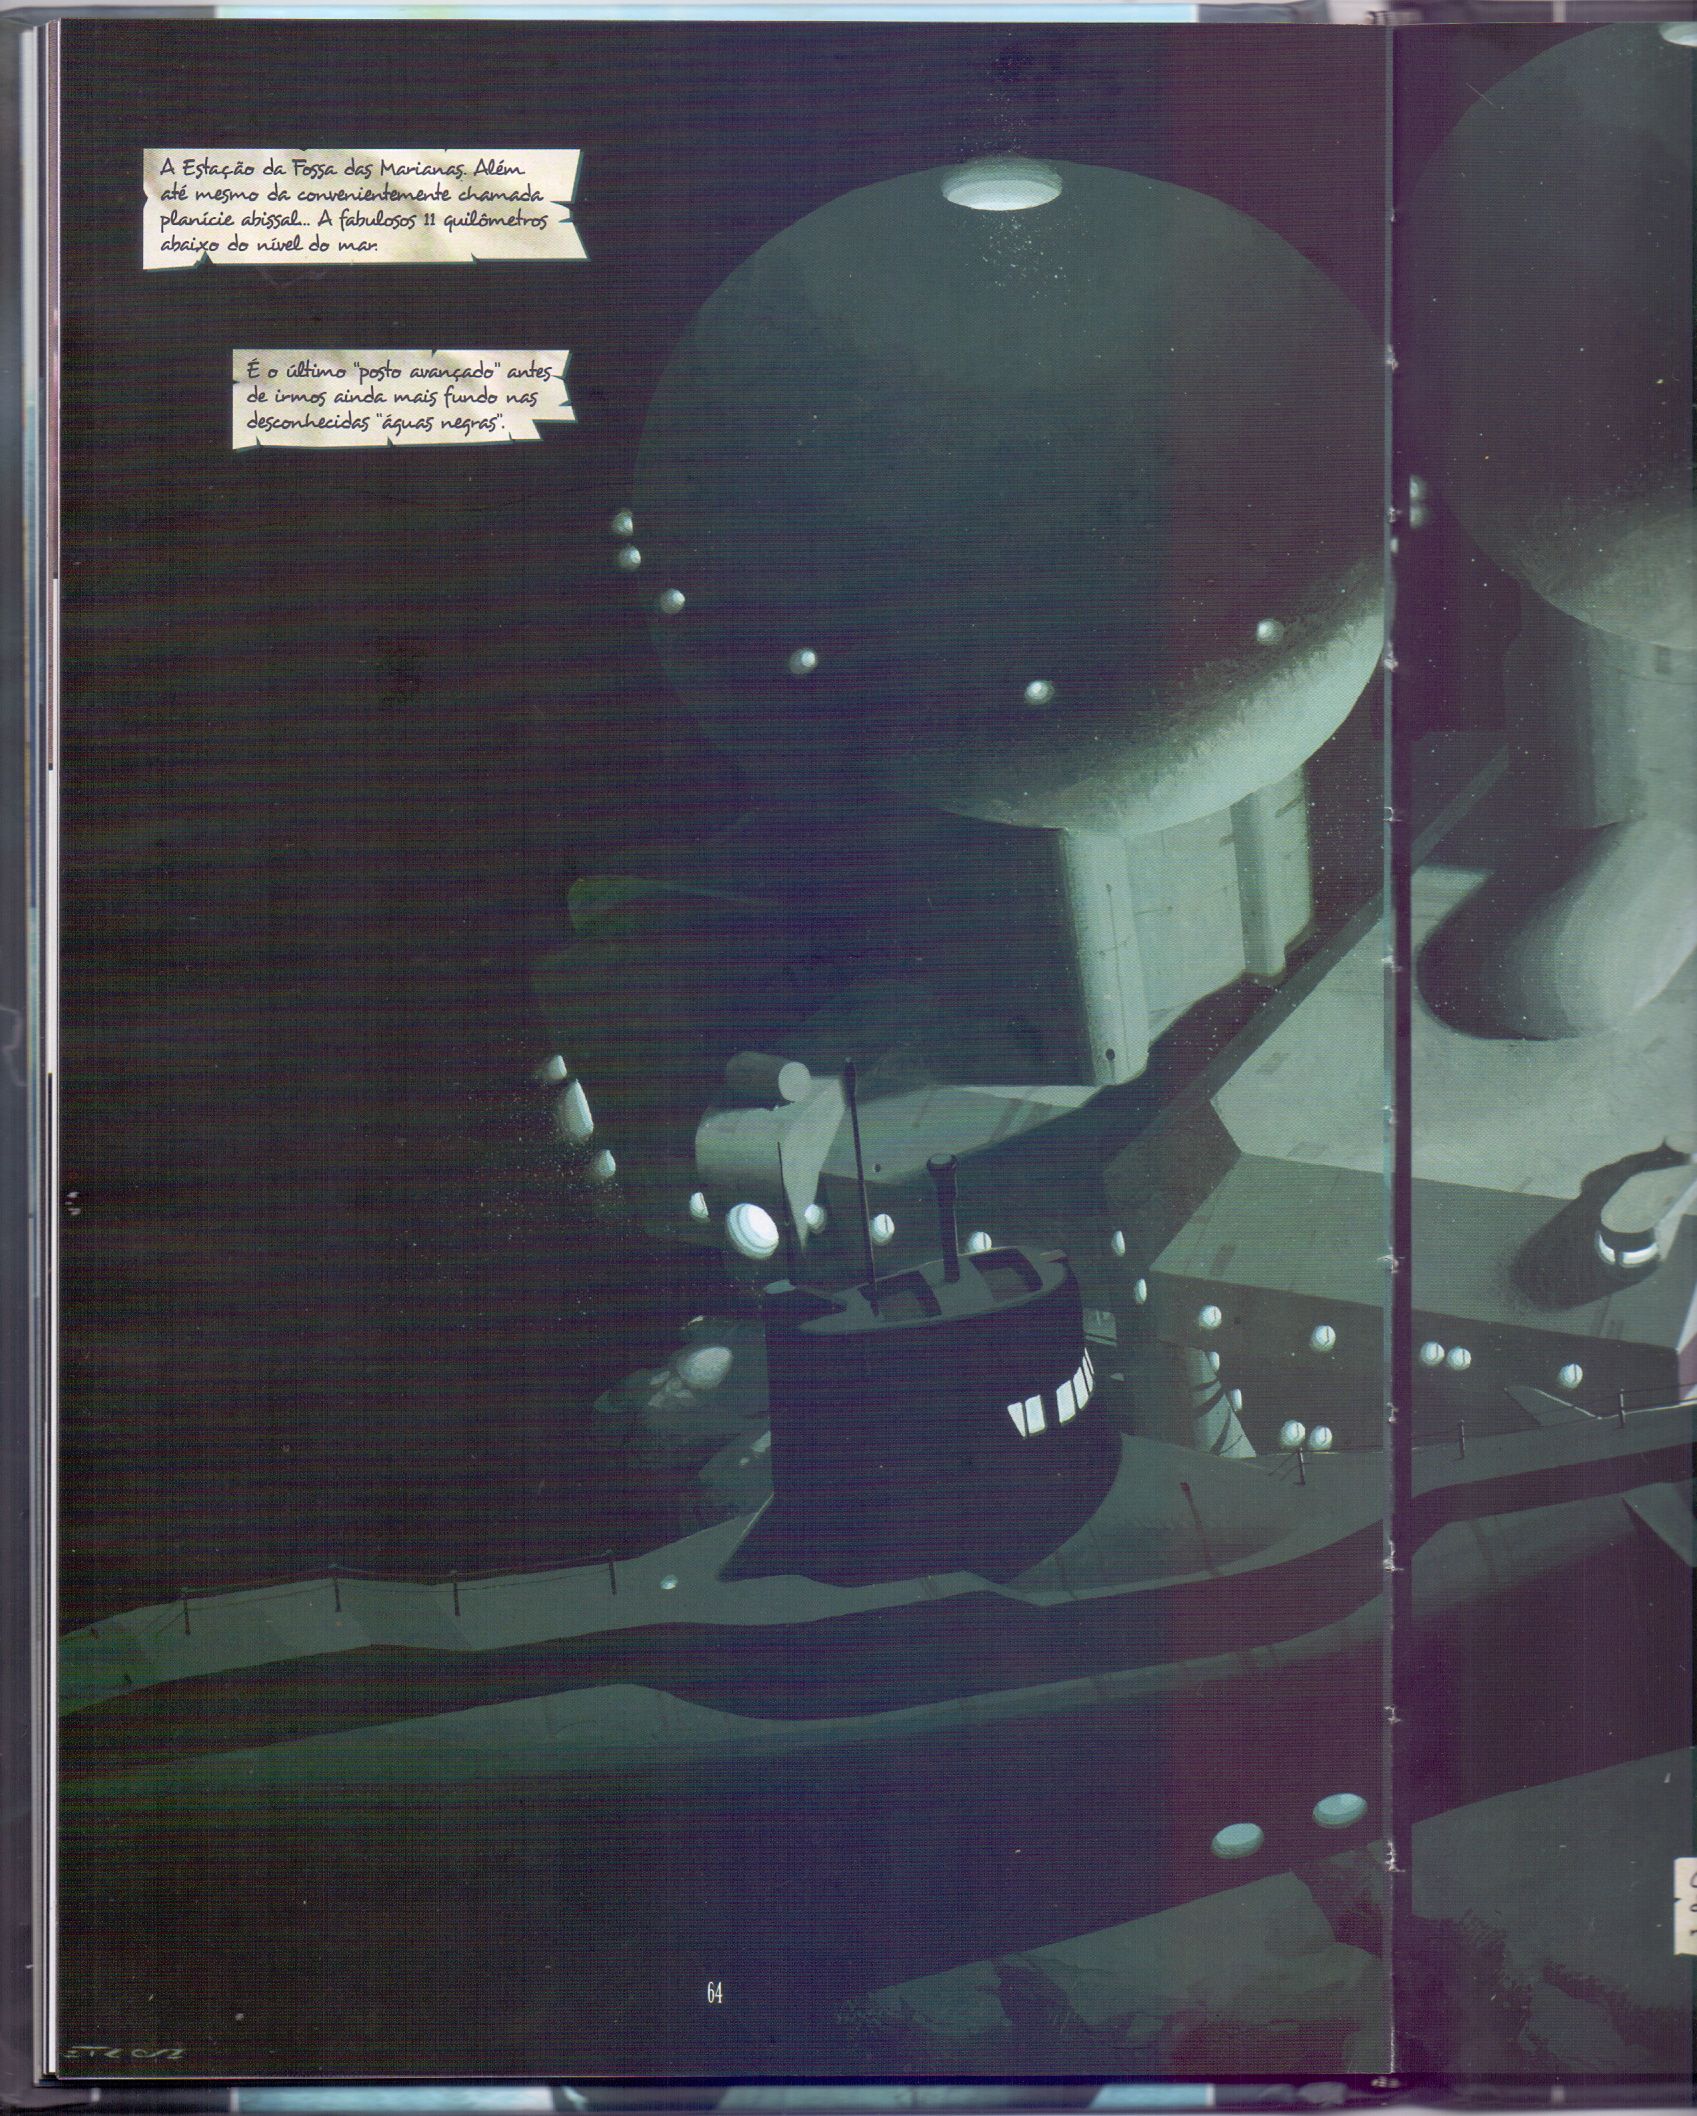 A Estação da Fossa das Marianas. Além
até mesmo da convenientemente chamada
planície abissal... A fabulosos 11 quilômetros
abaixo do nível do mar.
É o último "posto avançado" antes
de irmos ainda mais fundo nas
desconhecidas "águas negras".
64